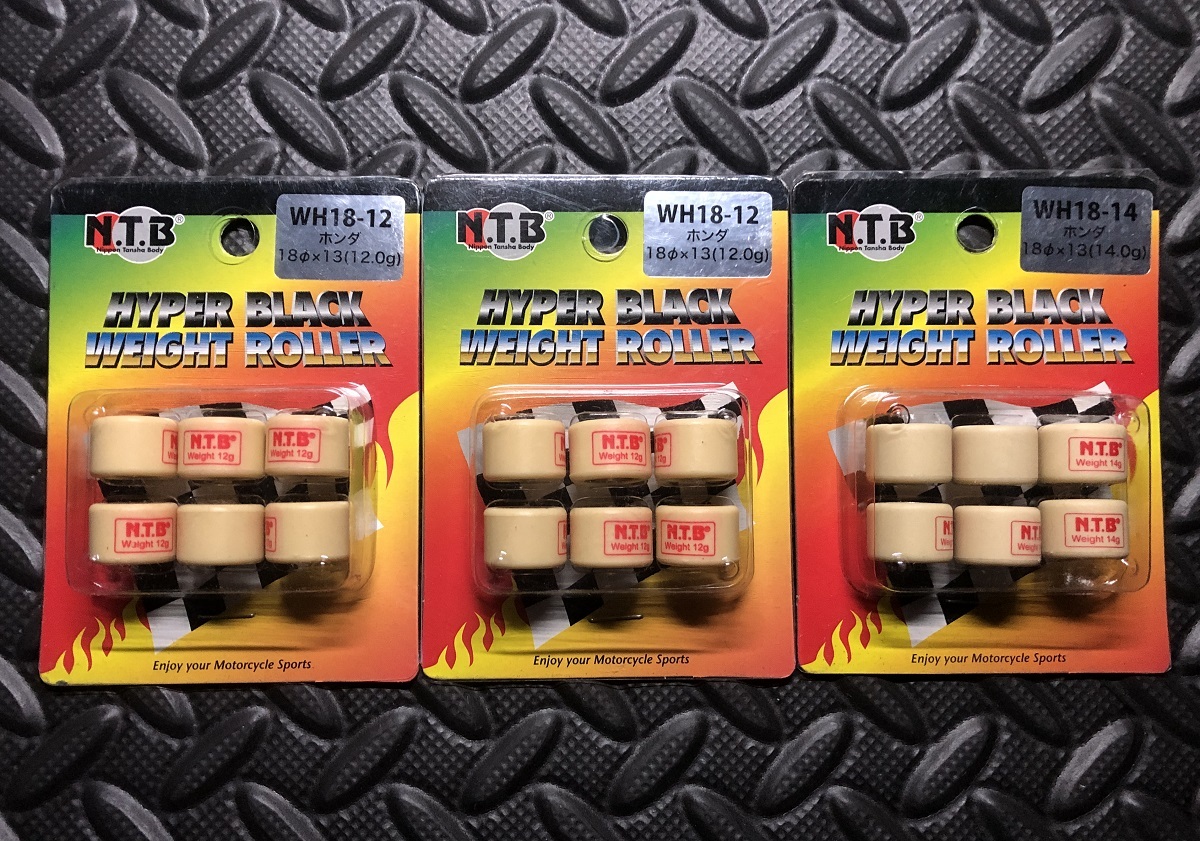 N.T.B®
Nippon Tansha Body
WH18-12
ホンダ
18φ×13(12.0g)
HYPER BLACK
WEIGHT ROLLER
N.T.B®
Weight 12g
N.T.B®
Weight 12g
N.T.B®
Weight 12g
Enjoy your Motorcycle Sports
N.T.B®
Nippon Tansha Body
WH18-12
ホンダ
18φ×13(12.0g)
HYPER BLACK
WEIGHT ROLLER
N.T.B®
Weight 12g
N.T.B®
Weight 12g
N.T.B®
Weight 12g
Enjoy your Motorcycle Sports
N.T.B®
Nippon Tansha Body
WH18-14
ホンダ
18φ×13(14.0g)
HYPER BLACK
WEIGHT ROLLER
N.T.B®
Weight 14g
N.T.B®
Weight 14g
Enjoy your Motorcycle Sports